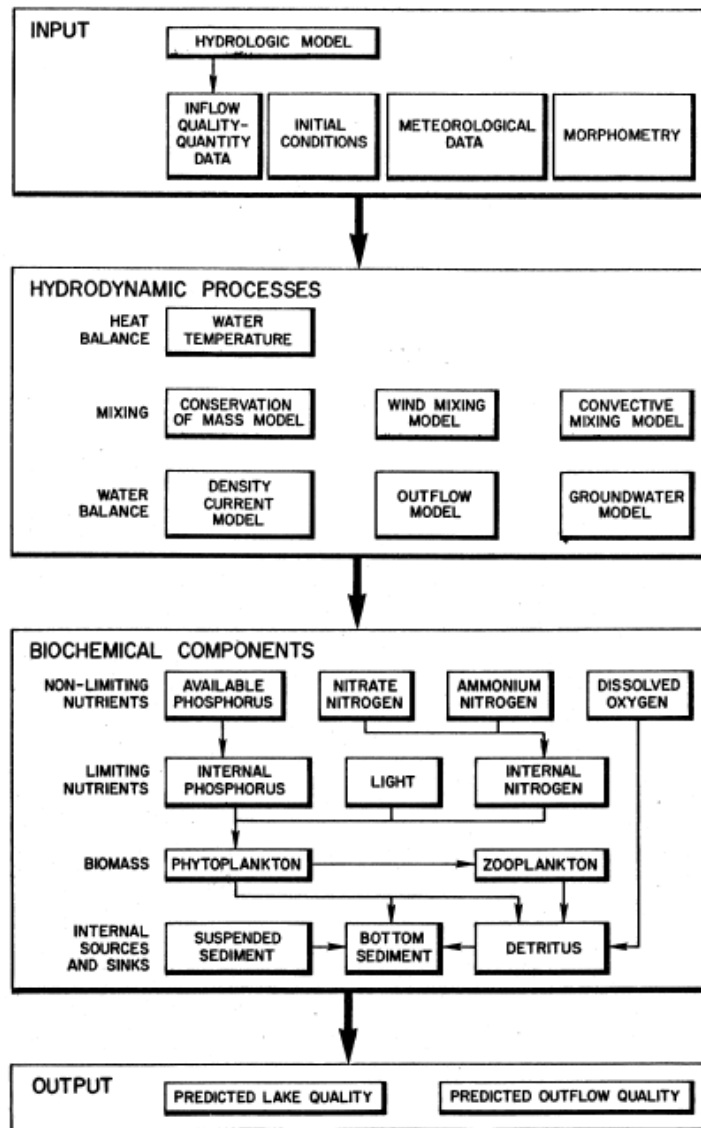 INPUT
HYDROLOGIC MODEL
INFLOW
QUALITY-
QUANTITY
DATA
INITIAL
CONDITIONS
METEOROLOGICAL
DATA
MORPHOMETRY
HYDRODYNAMIC PROCESSES
HEAT
BALANCE
WATER
TEMPERATURE
MIXING
CONSERVATION
OF MASS MODEL
WIND MIXING
MODEL
CONVECTIVE
MIXING MODEL
WATER
BALANCE
DENSITY
CURRENT
MODEL
OUTFLOW
MODEL
GROUNDWATER
MODEL
BIOCHEMICAL COMPONENTS
NON-LIMITING
NUTRIENTS
AVAILABLE
PHOSPHORUS
NITRATE
NITROGEN
AMMONIUM
NITROGEN
DISSOLVED
OXYGEN
LIMITING
NUTRIENTS
INTERNAL
PHOSPHORUS
LIGHT
INTERNAL
NITROGEN
BIOMASS
PHYTOPLANKTON
ZOOPLANKTON
INTERNAL
SOURCES
AND SINKS
SUSPENDED
SEDIMENT
BOTTOM
SEDIMENT
DETRITUS
OUTPUT
PREDICTED LAKE QUALITY
PREDICTED OUTFLOW QUALITY